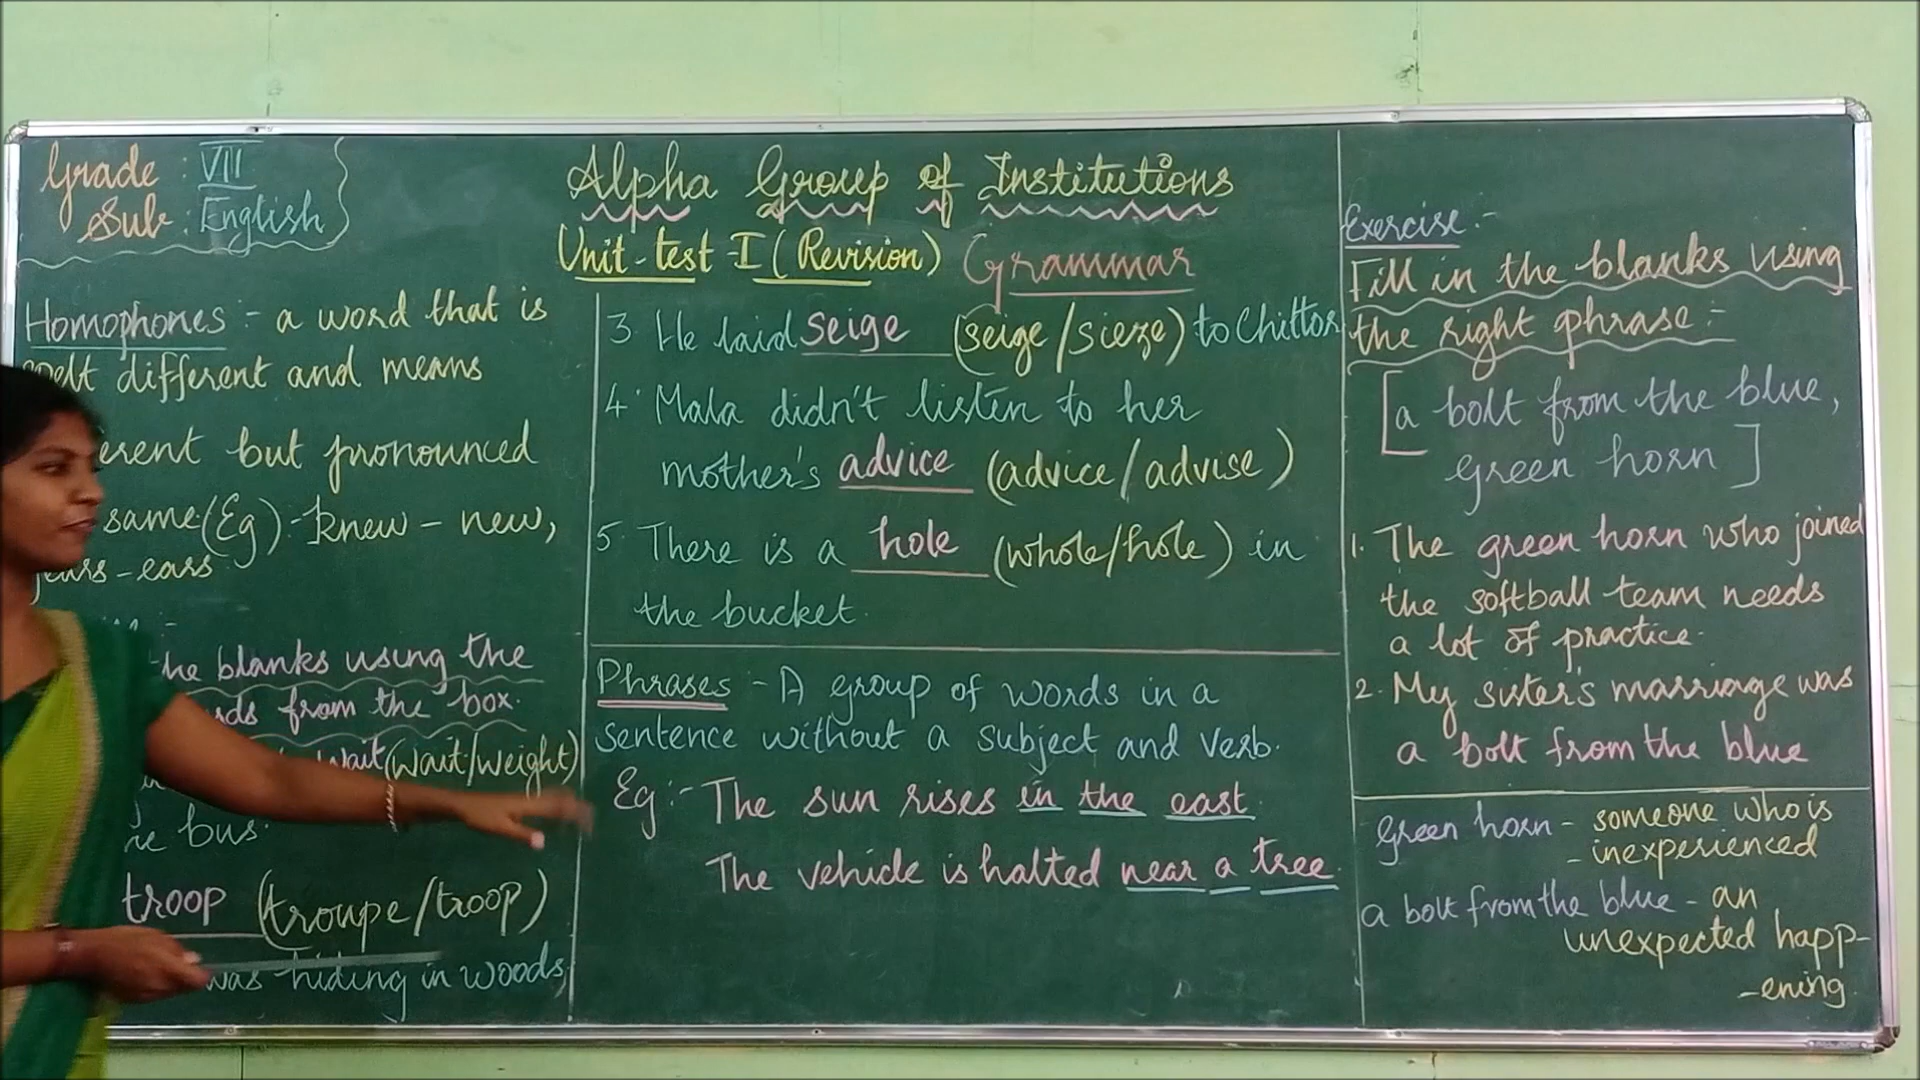 Grade : VII
Sub : English
Alpha Group of Institutions
Unit-test-I (Revision) Grammar
Homophones :- a word that is
different and means
but pronounced
same (Eg) :- knew - new,
ears
the blanks using the
from the box.
wait (wait/weight)
bus.
troop (troupe/troop)
was hiding in woods,
3. He laid seige (seige/sieze) to Chittor
4. Mala didn't listen to her
mother's advice (advice/advise)
5. There is a hole (whole/hole) in
the bucket.
Phrases - A group of words in a
sentence without a subject and verb.
Eg :- The sun rises in the east.
The vehicle is halted near a tree.
Exercise :-
Fill in the blanks using
the right phrase :-
[a bolt from the blue,
green horn]
1. The green horn who joined
the softball team needs
a lot of practice.
2. My sister's marriage was
a bolt from the blue
Green horn - someone who is
- inexperienced
a bolt from the blue - an
unexpected happ-
-ening.